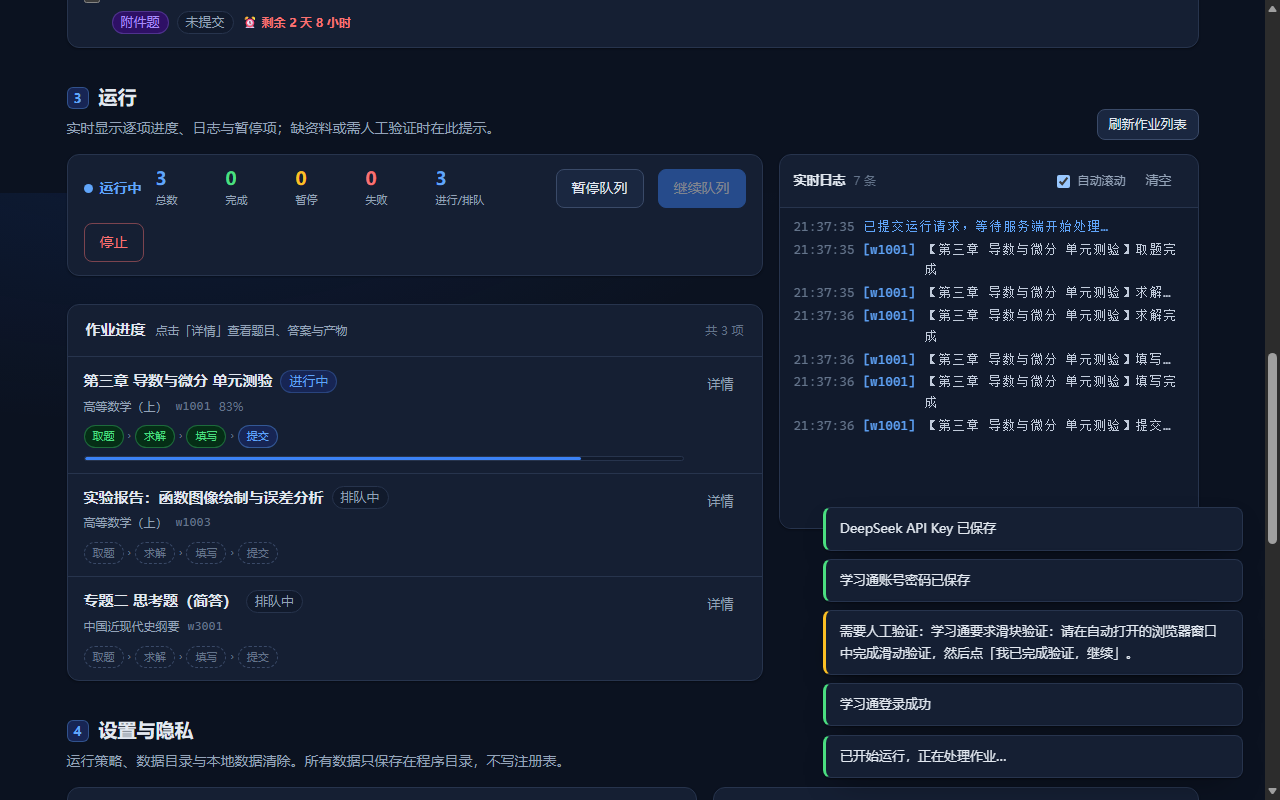 附件题 未提交 ⏰ 剩余 2 天 8 小时
3 运行
实时显示逐项进度、日志与暂停项；缺资料或需人工验证时在此提示。
刷新作业列表
运行中
3 总数
0 完成
0 暂停
0 失败
3 进行/排队
暂停队列 继续队列
停止
作业进度 点击「详情」查看题目、答案与产物 共 3 项
第三章 导数与微分 单元测验 进行中 详情
高等数学（上） w1001 83%
取题 › 求解 › 填写 › 提交
实验报告：函数图像绘制与误差分析 排队中 详情
高等数学（上） w1003
取题 › 求解 › 填写 › 提交
专题二 思考题（简答） 排队中 详情
中国近现代史纲要 w3001
取题 › 求解 › 填写 › 提交
实时日志 7 条 自动滚动 清空
21:37:35 已提交运行请求，等待服务端开始处理…
21:37:35 [w1001] 【第三章 导数与微分 单元测验】取题完
成
21:37:35 [w1001] 【第三章 导数与微分 单元测验】求解…
21:37:36 [w1001] 【第三章 导数与微分 单元测验】求解完
成
21:37:36 [w1001] 【第三章 导数与微分 单元测验】填写…
21:37:36 [w1001] 【第三章 导数与微分 单元测验】填写完
成
21:37:36 [w1001] 【第三章 导数与微分 单元测验】提交…
DeepSeek API Key 已保存
学习通账号密码已保存
需要人工验证：学习通要求滑块验证：请在自动打开的浏览器窗口
中完成滑动验证，然后点「我已完成验证，继续」。
学习通登录成功
已开始运行，正在处理作业…
4 设置与隐私
运行策略、数据目录与本地数据清除。所有数据只保存在程序目录，不写注册表。